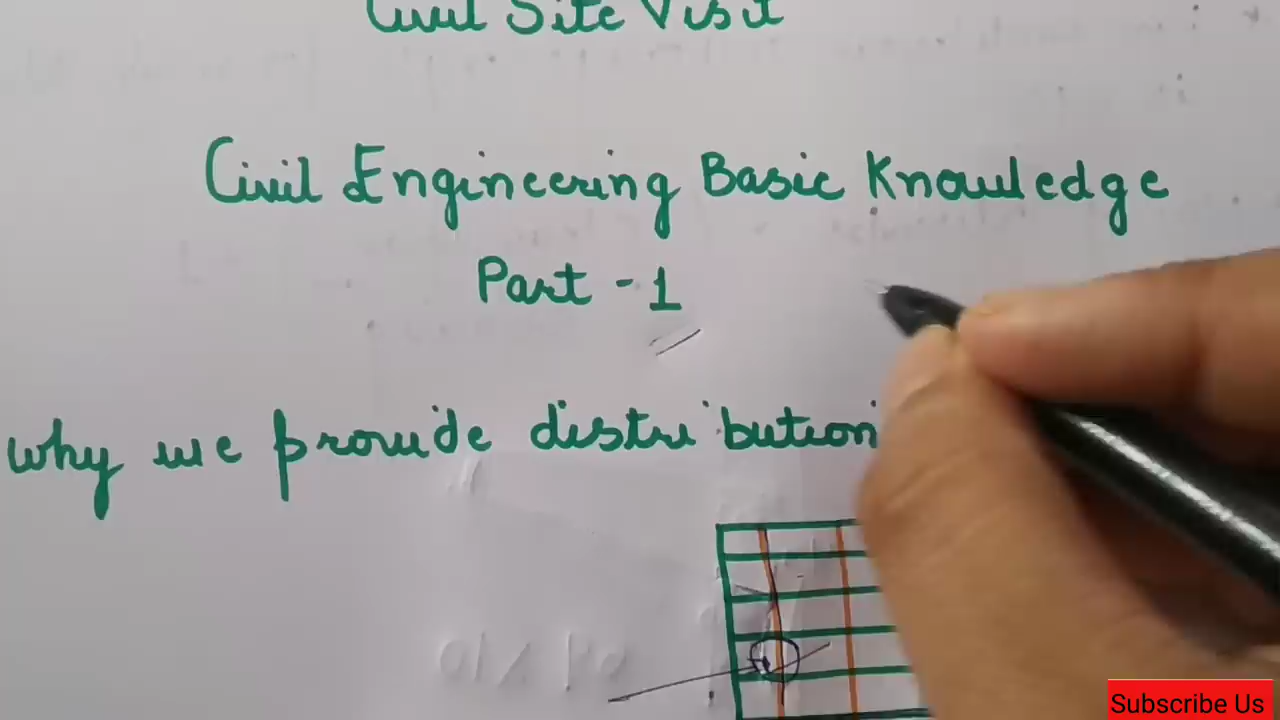 Civil Site Visit
Civil Engineering Basic Knowledge
Part - 1
why we provide distribution
Subscribe Us